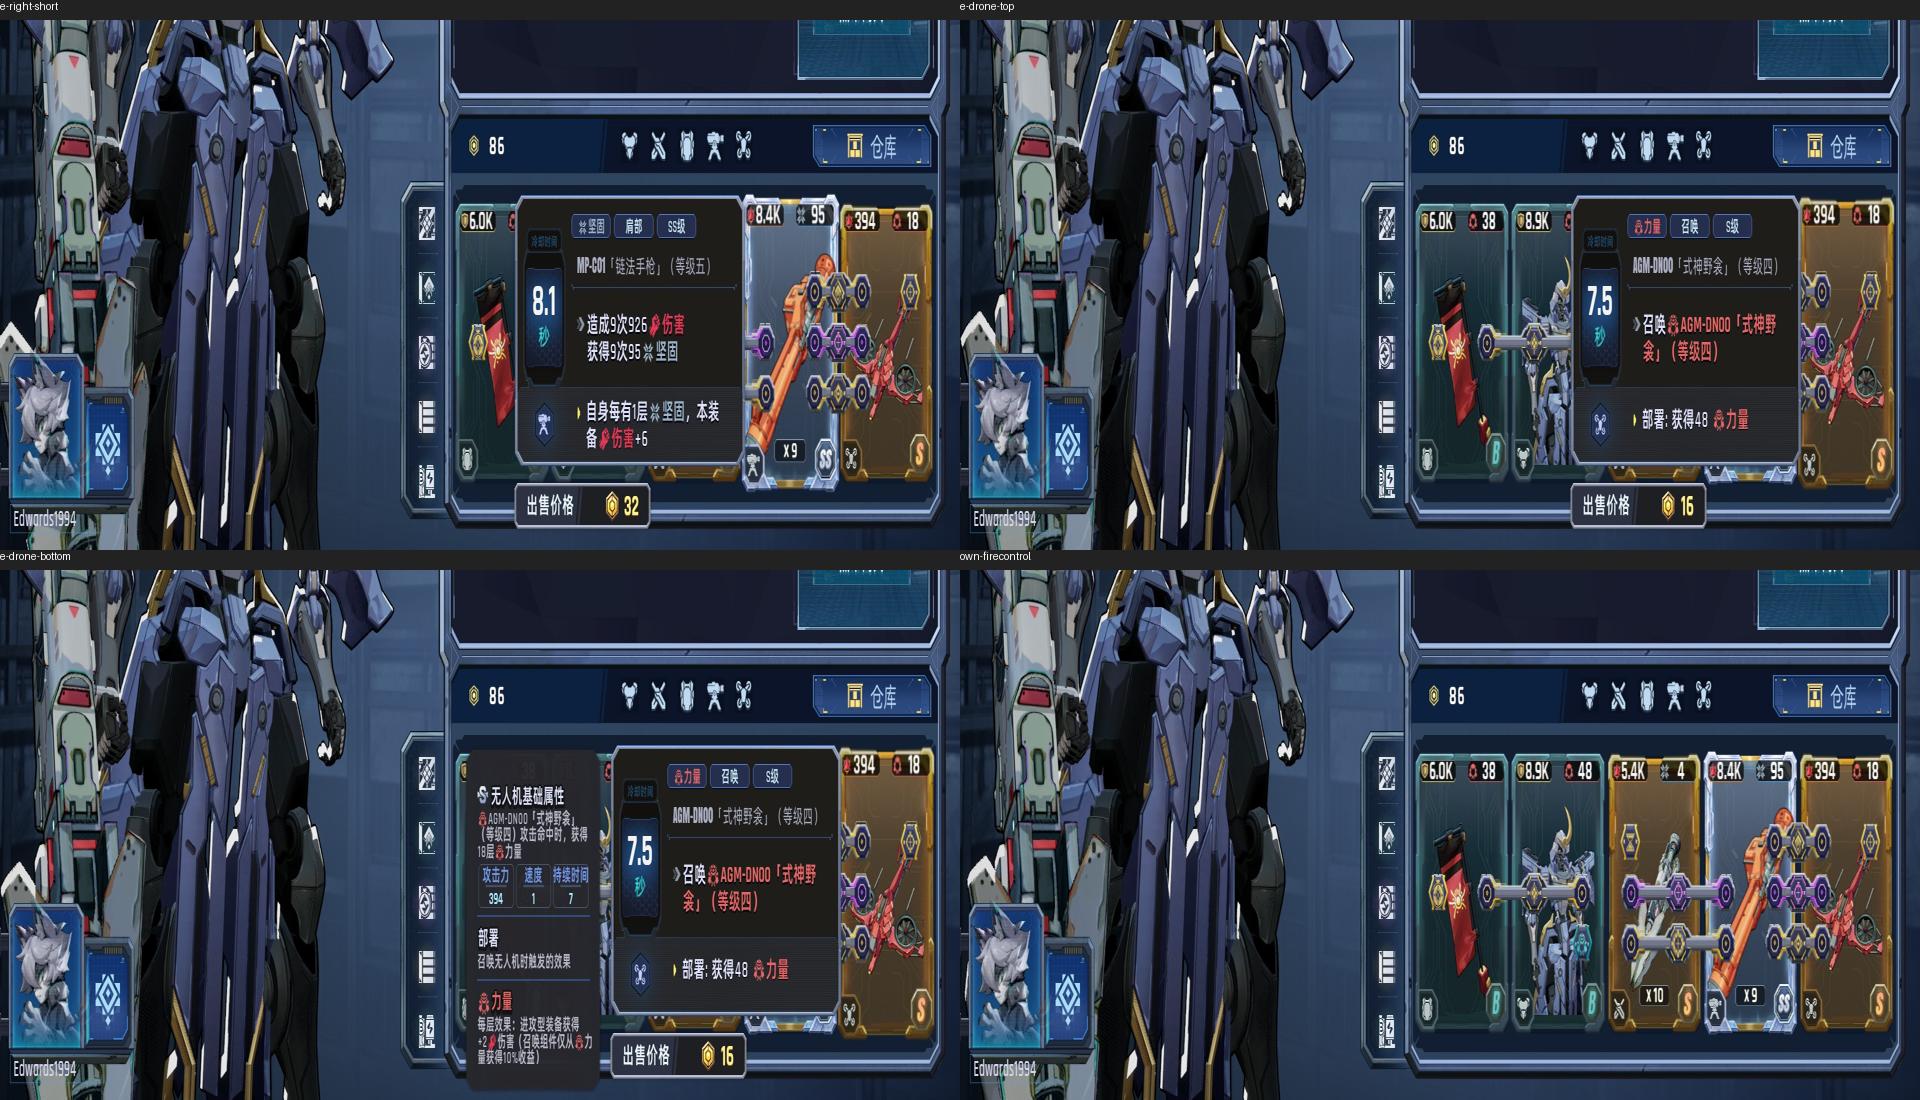 e-right-short
86
仓库
6.0K
8.4K
95
394
18
坚固
肩部
SS级
冷却时间
8.1
秒
MP-C01「链法手枪」(等级五)
造成9次926伤害
获得9次95坚固
自身每有1层坚固，本装
备伤害+6
x9
SS
S
出售价格
32
Edwards1994
e-drone-top
86
仓库
6.0K
38
8.9K
394
18
力量
召唤
S级
冷却时间
7.5
秒
AGM-DN00「式神野衾」(等级四)
召唤AGM-DN00「式神野
衾」(等级四)
部署: 获得48 力量
B
S
出售价格
16
Edwards1994
e-drone-bottom
86
仓库
394
18
无人机基础属性
AGM-DN00「式神野衾」
(等级四) 攻击命中时，获得
18层力量
攻击力
速度
持续时间
394
1
7
部署
召唤无人机时触发的效果
力量
每层效果：进攻型装备获得
+2伤害 (召唤组件仅从力
量获得10%收益)
力量
召唤
S级
冷却时间
7.5
秒
AGM-DN00「式神野衾」(等级四)
召唤AGM-DN00「式神野
衾」(等级四)
部署: 获得48 力量
S
出售价格
16
Edwards1994
own-firecontrol
86
仓库
6.0K
38
8.9K
48
5.4K
4
8.4K
95
394
18
B
B
x10
S
x9
SS
S
Edwards1994